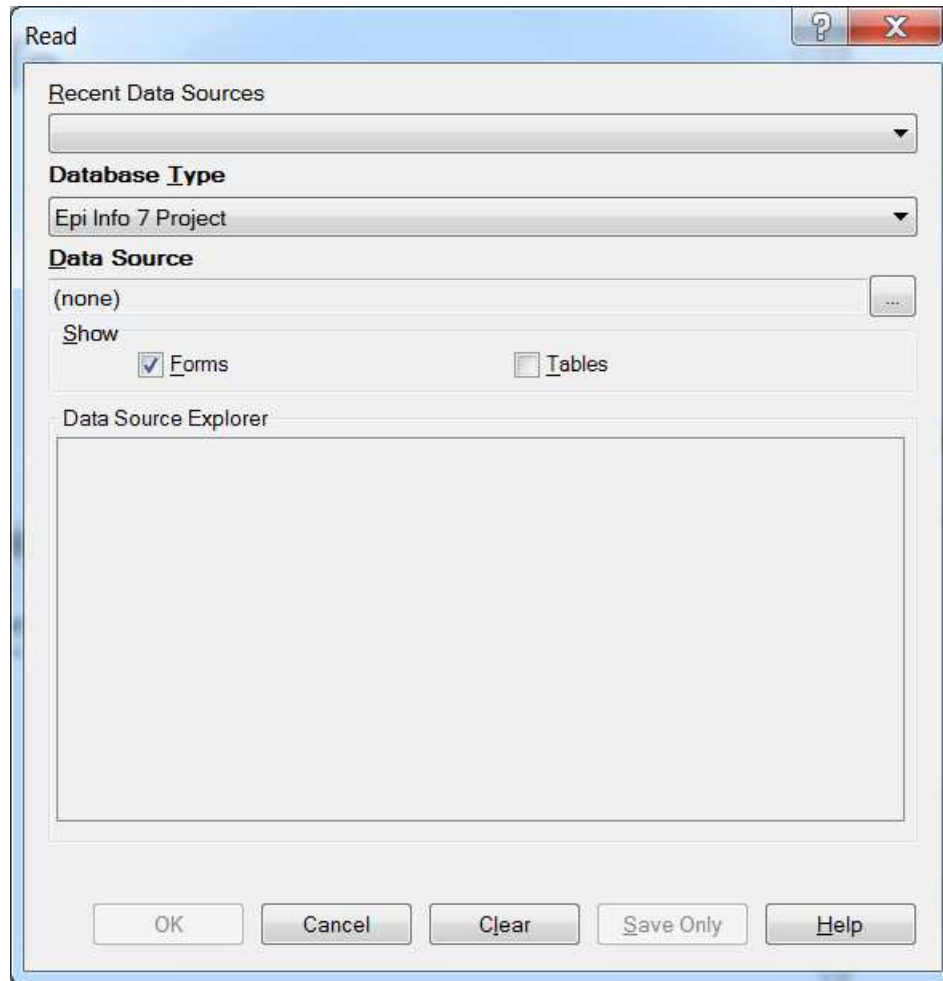 Read
Recent Data Sources
Database Type
Epi Info 7 Project
Data Source
(none) ...
Show
Forms Tables
Data Source Explorer
OK Cancel Clear Save Only Help